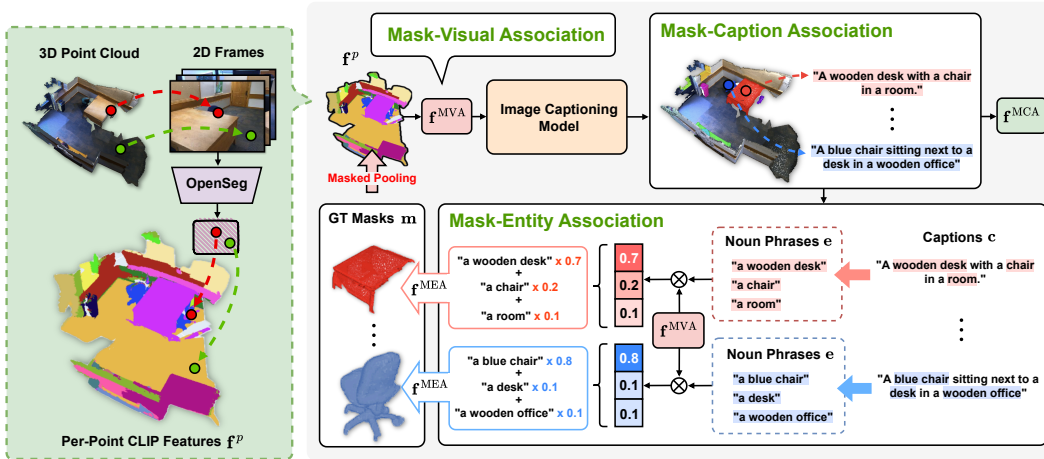 3D Point Cloud
2D Frames
OpenSeg
Per-Point CLIP Features f^p
Mask-Visual Association
f^p
f^MVA
Image Captioning
Model
Masked Pooling
Mask-Caption Association
"A wooden desk with a chair
in a room."
"A blue chair sitting next to a
desk in a wooden office"
f^MCA
GT Masks m
Mask-Entity Association
f^MEA
"a wooden desk" x 0.7
+
"a chair" x 0.2
+
"a room" x 0.1
0.7
0.2
0.1
Noun Phrases e
"a wooden desk"
"a chair"
"a room"
Captions c
"A wooden desk with a chair
in a room."
f^MVA
f^MEA
"a blue chair" x 0.8
+
"a desk" x 0.1
+
"a wooden office" x 0.1
0.8
0.1
0.1
Noun Phrases e
"a blue chair"
"a desk"
"a wooden office"
"A blue chair sitting next to a
desk in a wooden office"